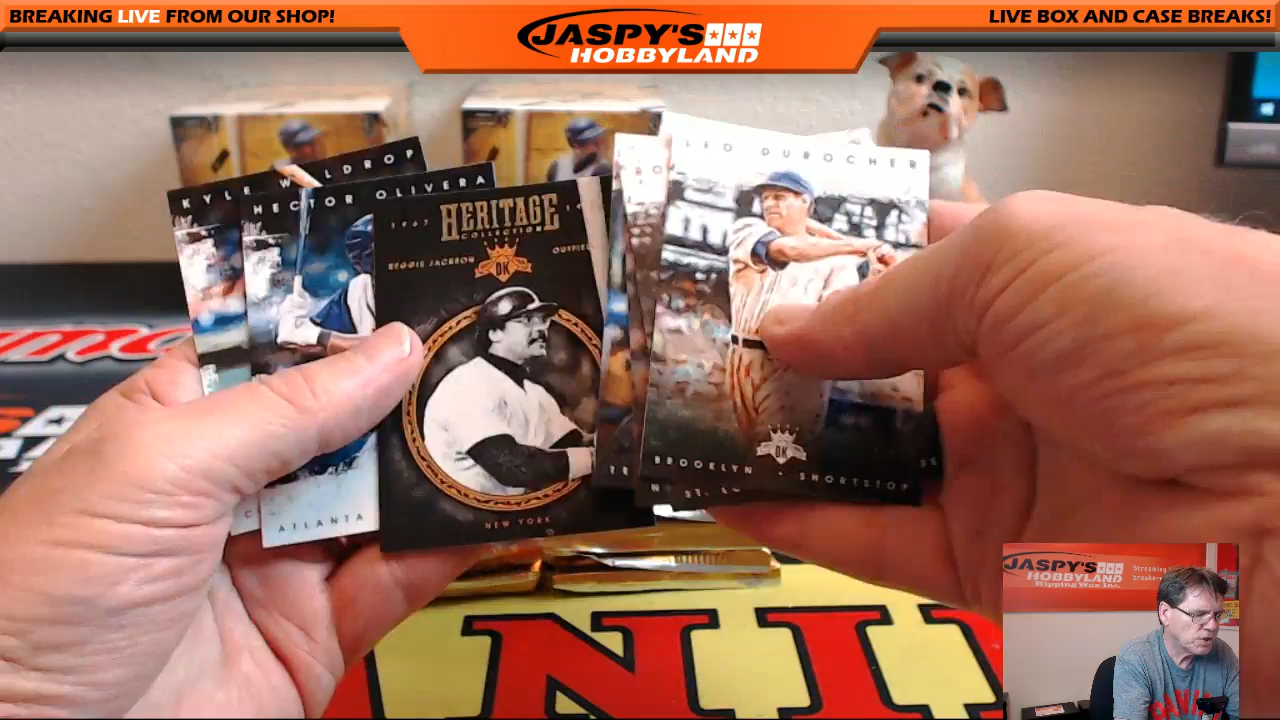 BREAKING LIVE FROM OUR SHOP!
JASPY'S
HOBBYLAND
LIVE BOX AND CASE BREAKS!
KYLE WALDROP
HECTOR OLIVERA
ATLANTA
HERITAGE
COLLECTION
REGGIE JACKSON
DK
NEW YORK
LEO DUROCHER
DK
BROOKLYN
SHORTSTOP
JASPY'S
HOBBYLAND
Ripping Wax Inc.
Streaming